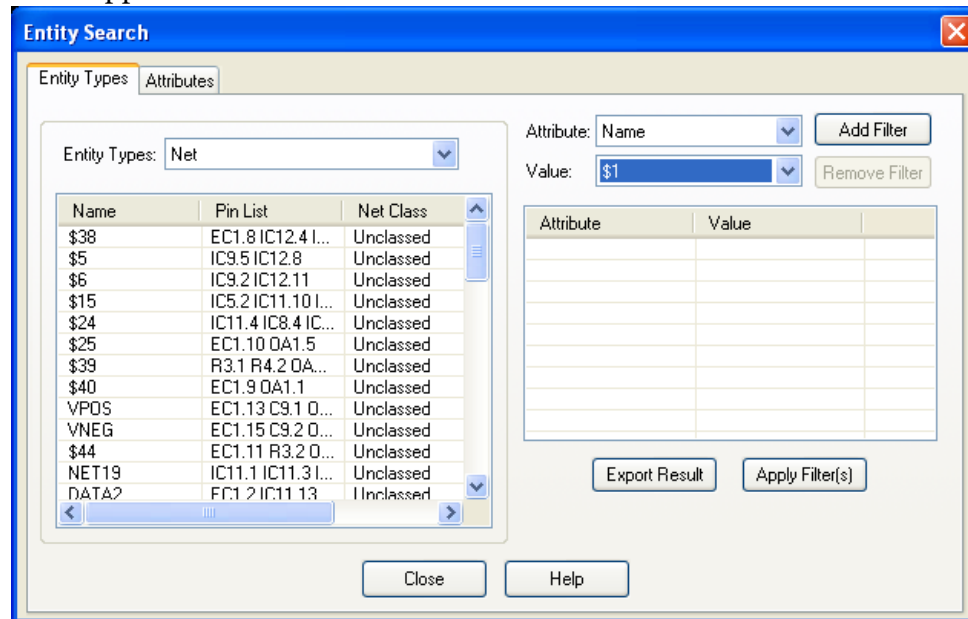 Entity Search
Entity Types Attributes
Entity Types: Net
Name Pin List Net Class
$38 EC1.8 IC12.4 I... Unclassed
$5 IC9.5 IC12.8 Unclassed
$6 IC9.2 IC12.11 Unclassed
$15 IC5.2 IC11.10 I... Unclassed
$24 IC11.4 IC8.4 IC... Unclassed
$25 EC1.10 OA1.5 Unclassed
$39 R3.1 R4.2 OA... Unclassed
$40 EC1.9 OA1.1 Unclassed
VPOS EC1.13 C9.1 O... Unclassed
VNEG EC1.15 C9.2 O... Unclassed
$44 EC1.11 R3.2 O... Unclassed
NET19 IC11.1 IC11.3 I... Unclassed
DATA2 EC1.2 IC11.13 Unclassed
Attribute: Name Add Filter
Value: $1 Remove Filter
Attribute Value
Export Result Apply Filter(s)
Close Help